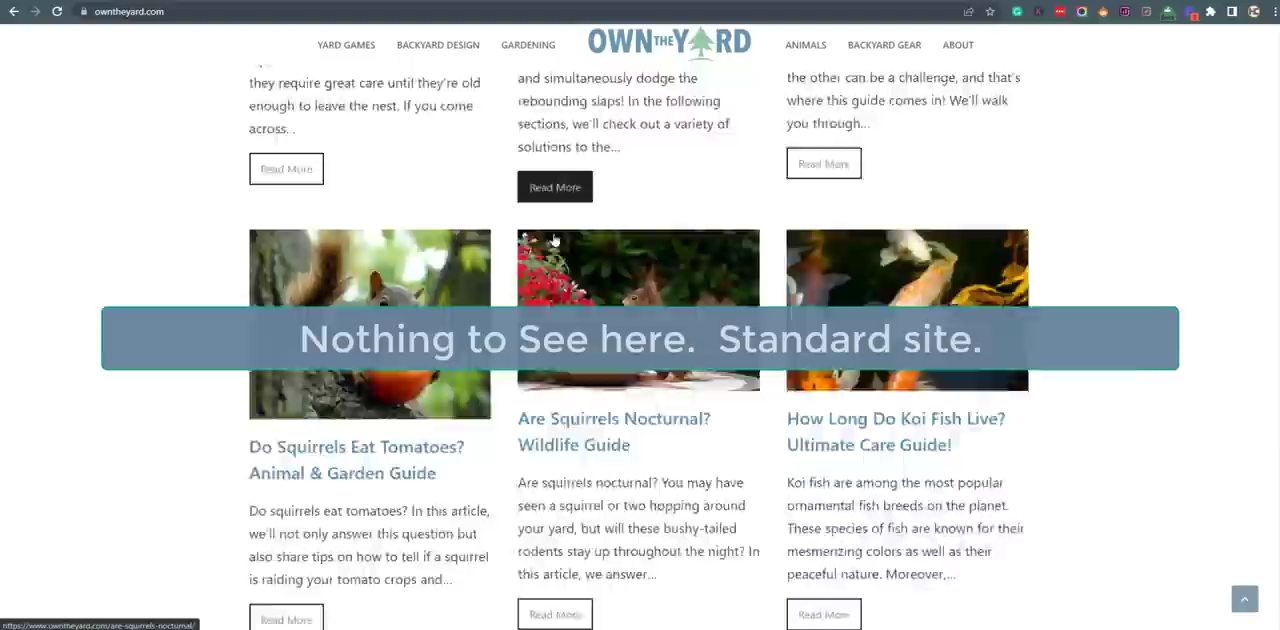 owntheyard.com
YARD GAMES
BACKYARD DESIGN
GARDENING
OWN THE YARD
ANIMALS
BACKYARD GEAR
ABOUT
they require great care until they're old
enough to leave the nest. If you come
across...
Read More
and simultaneously dodge the
rebounding slaps! In the following
sections, we'll check out a variety of
solutions to the...
Read More
the other can be a challenge, and that's
where this guide comes in! We'll walk
you through...
Read More
Nothing to See here. Standard site.
Do Squirrels Eat Tomatoes?
Animal & Garden Guide
Do squirrels eat tomatoes? In this article,
we'll not only answer this question but
also share tips on how to tell if a squirrel
is raiding your tomato crops and...
Read More
Are Squirrels Nocturnal?
Wildlife Guide
Are squirrels nocturnal? You may have
seen a squirrel or two hopping around
your yard, but will these bushy-tailed
rodents stay up throughout the night? In
this article, we answer...
Read More
How Long Do Koi Fish Live?
Ultimate Care Guide!
Koi fish are among the most popular
ornamental fish breeds on the planet.
These species of fish are known for their
mesmerizing colors as well as their
peaceful nature. Moreover,...
Read More
https://www.owntheyard.com/are-squirrels-nocturnal/